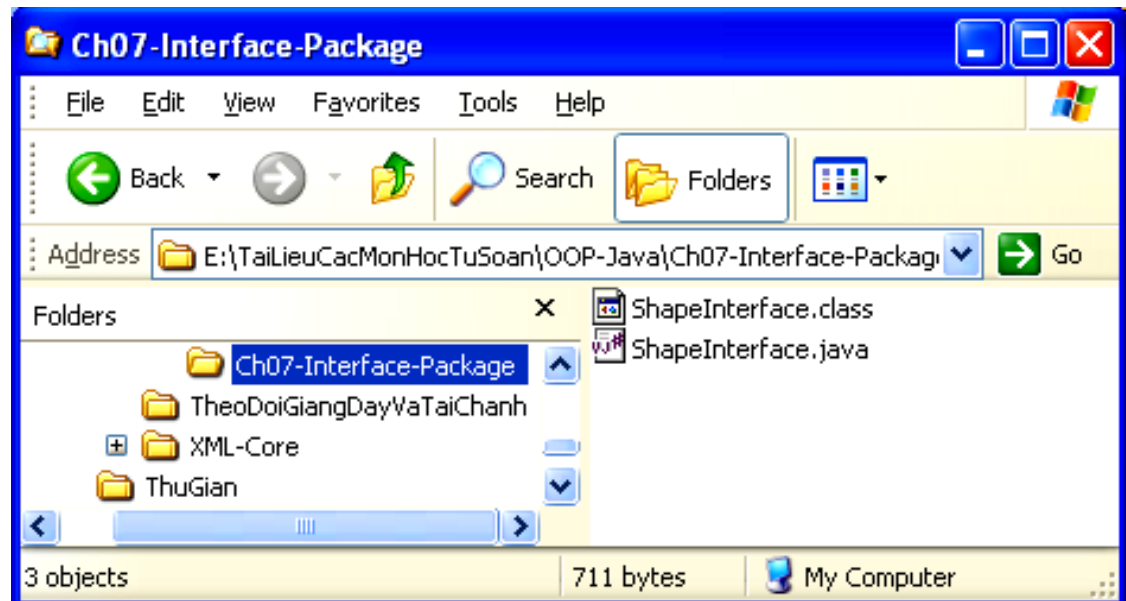 Ch07-Interface-Package
File Edit View Favorites Tools Help
Back Search Folders
Address E:\TaiLieuCacMonHocTuSoan\OOP-Java\Ch07-Interface-Packag Go
Folders
ShapeInterface.class
ShapeInterface.java
Ch07-Interface-Package
TheoDoiGiangDayVaTaiChanh
XML-Core
ThuGian
3 objects 711 bytes My Computer